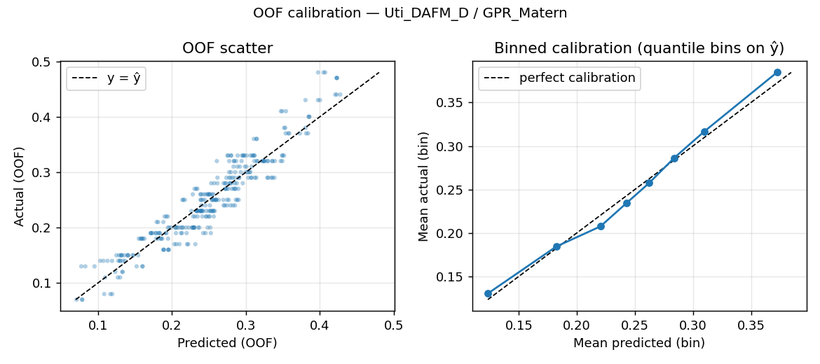 OOF calibration — Uti_DAFM_D / GPR_Matern
OOF scatter
y = ŷ
0.5
0.4
0.3
0.2
0.1
0.1 0.2 0.3 0.4 0.5
Actual (OOF)
Predicted (OOF)
Binned calibration (quantile bins on ŷ)
perfect calibration
0.35
0.30
0.25
0.20
0.15
0.15 0.20 0.25 0.30 0.35
Mean actual (bin)
Mean predicted (bin)